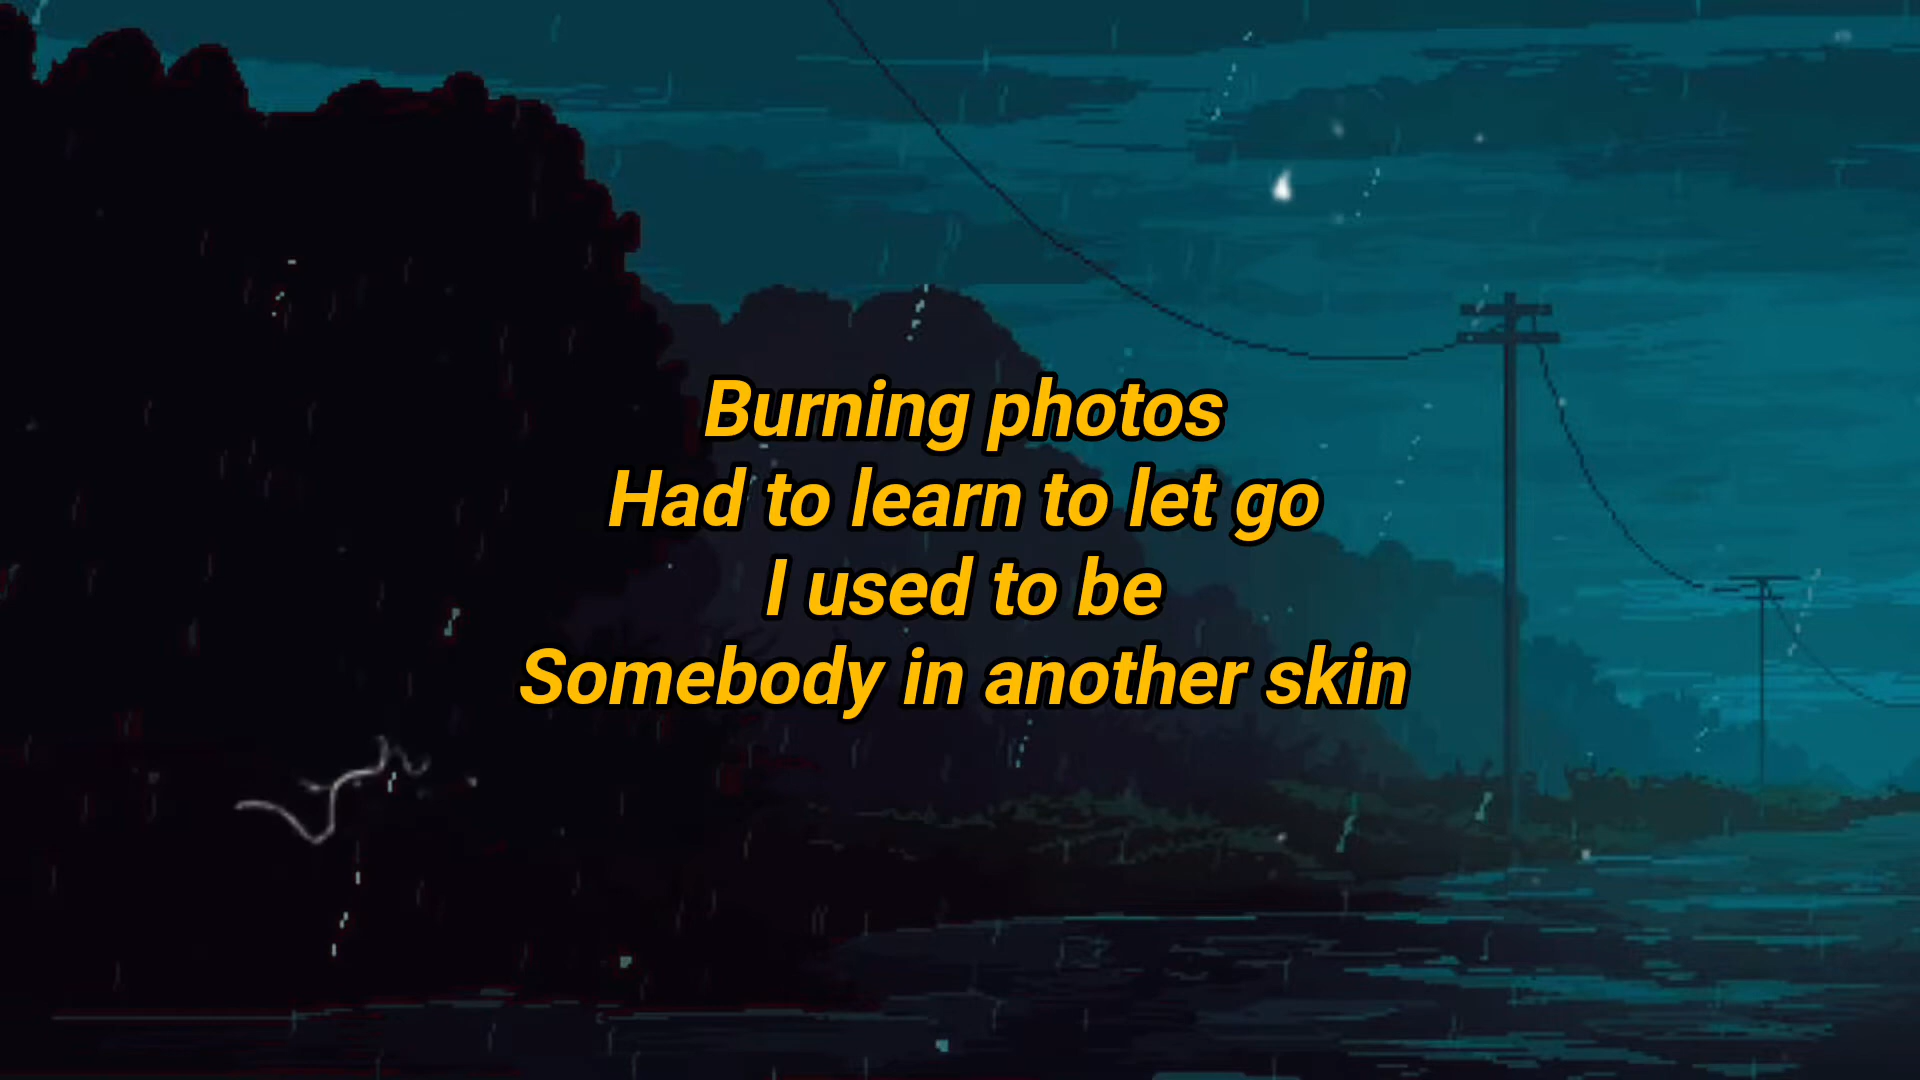 Burning photos
Had to learn to let go
I used to be
Somebody in another skin